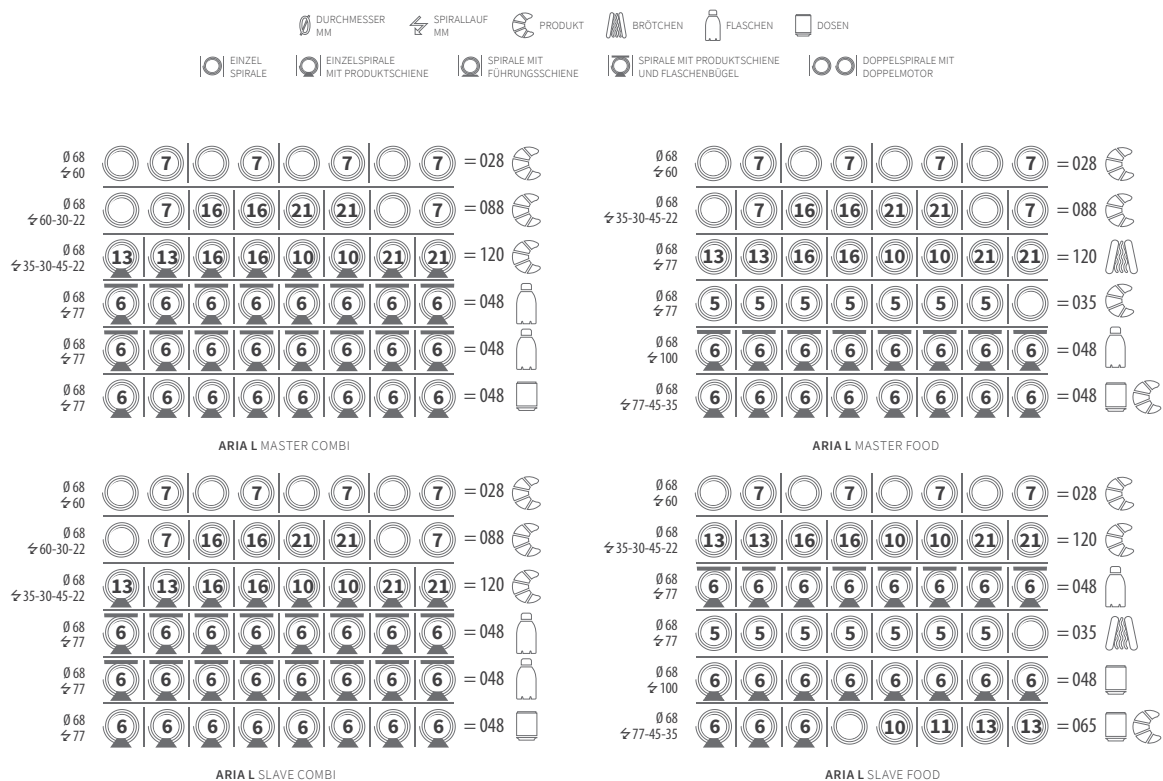 DURCHMESSER
MM
SPIRALLAUF
MM
PRODUKT
BRÖTCHEN
FLASCHEN
DOSEN
EINZEL
SPIRALE
EINZELSPIRALE
MIT PRODUKTSCHIENE
SPIRALE MIT
FÜHRUNGSSCHIENE
SPIRALE MIT PRODUKTSCHIENE
UND FLASCHENBÜGEL
DOPPELSPIRALE MIT
DOPPELMOTOR
Ø 68
60
7 7 7 7 = 028
Ø 68
60-30-22
7 16 16 21 21 7 = 088
Ø 68
35-30-45-22
13 13 16 16 10 10 21 21 = 120
Ø 68
77
6 6 6 6 6 6 6 6 = 048
Ø 68
77
6 6 6 6 6 6 6 6 = 048
Ø 68
77
6 6 6 6 6 6 6 6 = 048
ARIA L MASTER COMBI
Ø 68
60
7 7 7 7 = 028
Ø 68
35-30-45-22
7 16 16 21 21 7 = 088
Ø 68
77
13 13 16 16 10 10 21 21 = 120
Ø 68
77
5 5 5 5 5 5 5 = 035
Ø 68
100
6 6 6 6 6 6 6 6 = 048
Ø 68
77-45-35
6 6 6 6 6 6 6 6 = 048
ARIA L MASTER FOOD
Ø 68
60
7 7 7 7 = 028
Ø 68
60-30-22
7 16 16 21 21 7 = 088
Ø 68
35-30-45-22
13 13 16 16 10 10 21 21 = 120
Ø 68
77
6 6 6 6 6 6 6 6 = 048
Ø 68
77
6 6 6 6 6 6 6 6 = 048
Ø 68
77
6 6 6 6 6 6 6 6 = 048
ARIA L SLAVE COMBI
Ø 68
60
7 7 7 7 = 028
Ø 68
35-30-45-22
13 13 16 16 10 10 21 21 = 120
Ø 68
77
6 6 6 6 6 6 6 6 = 048
Ø 68
77
5 5 5 5 5 5 5 = 035
Ø 68
100
6 6 6 6 6 6 6 6 = 048
Ø 68
77-45-35
6 6 6 10 11 13 13 = 065
ARIA L SLAVE FOOD